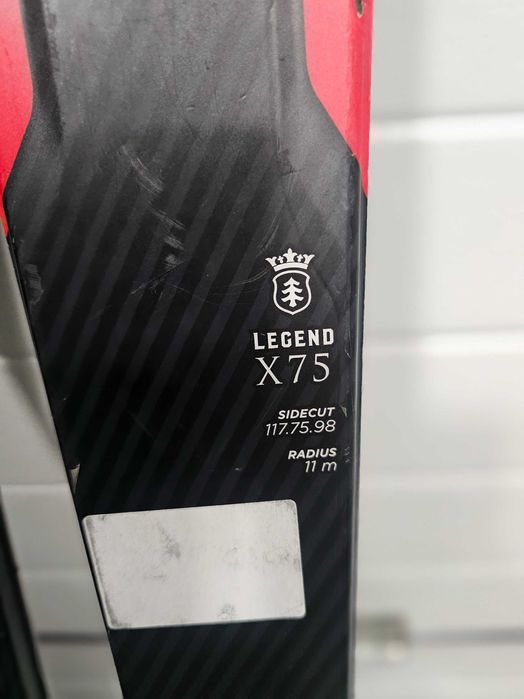 LEGEND
X75
SIDECUT
117.75.98
RADIUS
11 m